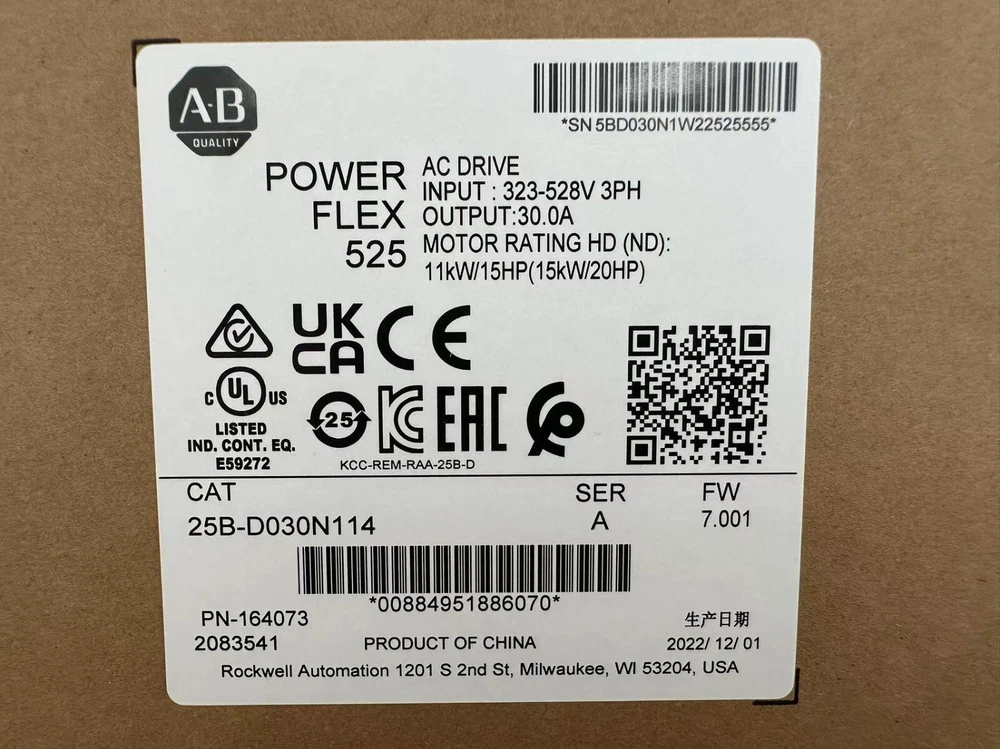 A·B
QUALITY
*SN5BD030N1W22525555*
POWER
FLEX
525
AC DRIVE
INPUT : 323-528V 3PH
OUTPUT:30.0A
MOTOR RATING HD (ND):
11kW/15HP(15kW/20HP)
UK
CA
CE
C UL US
LISTED
IND. CONT. EQ.
E59272
25
KC
EAC
KCC-REM-RAA-25B-D
CAT
25B-D030N114
SER
A
FW
7.001
*00884951886070*
PN-164073
2083541
PRODUCT OF CHINA
生产日期
2022/ 12/ 01
Rockwell Automation 1201 S 2nd St, Milwaukee, WI 53204, USA